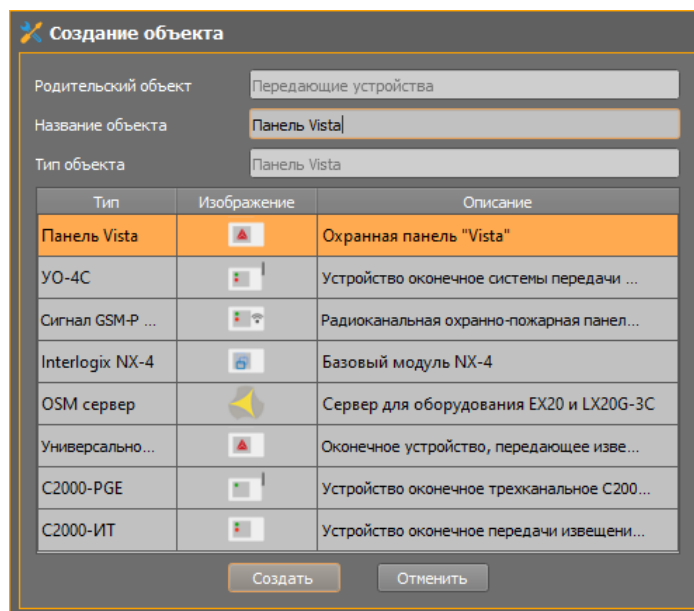 Создание объекта
Родительский объект Передающие устройства
Название объекта Панель Vista
Тип объекта Панель Vista
Тип Изображение Описание
Панель Vista Охранная панель "Vista"
УО-4С Устройство оконечное системы передачи ...
Сигнал GSM-P ... Радиоканальная охранно-пожарная панел...
Interlogix NX-4 Базовый модуль NX-4
OSM сервер Сервер для оборудования EX20 и LX20G-3C
Универсально... Оконечное устройство, передающее изве...
С2000-PGE Устройство оконечное трехканальное С200...
С2000-ИТ Устройство оконечное передачи извещени...
Создать Отменить